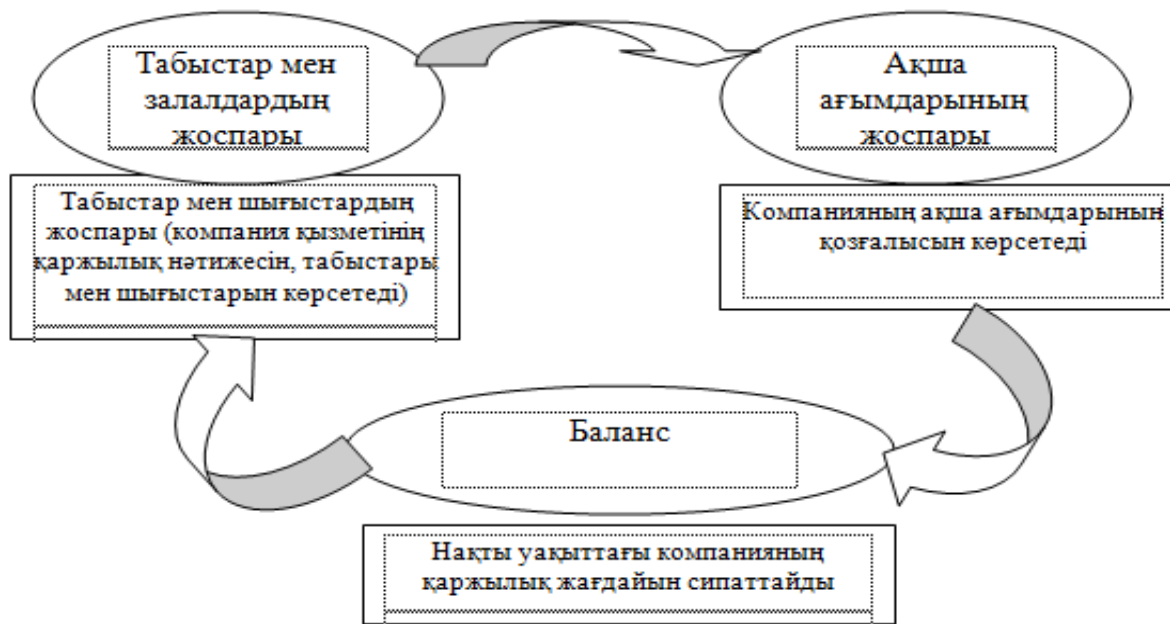 Табыстар мен
залалдардың
жоспары
Ақша
ағымдарының
жоспары
Табыстар мен шығыстардың
жоспары (компания қызметінің
қаржылық нәтижесін, табыстары
мен шығыстарын көрсетеді)
Компанияның ақша ағымдарының
қозғалысын көрсетеді
Баланс
Нақты уақыттағы компанияның
қаржылық жағдайын сипаттайды